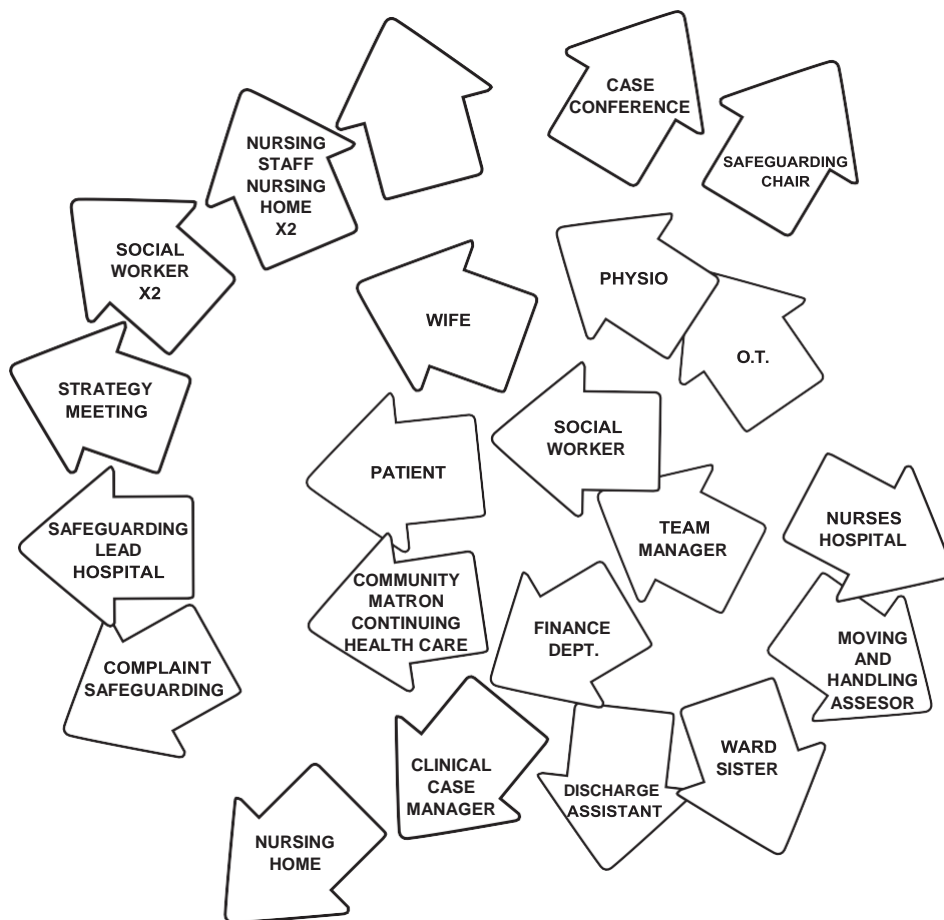 CASE
CONFERENCE
SAFEGUARDING
CHAIR
NURSING
STAFF
NURSING
HOME
X2
SOCIAL
WORKER
X2
PHYSIO
WIFE
O.T.
STRATEGY
MEETING
SOCIAL
WORKER
PATIENT
SAFEGUARDING
LEAD
HOSPITAL
TEAM
MANAGER
NURSES
HOSPITAL
COMMUNITY
MATRON
CONTINUING
HEALTH CARE
FINANCE
DEPT.
MOVING
AND
HANDLING
ASSESOR
COMPLAINT
SAFEGUARDING
WARD
SISTER
CLINICAL
CASE
MANAGER
DISCHARGE
ASSISTANT
NURSING
HOME